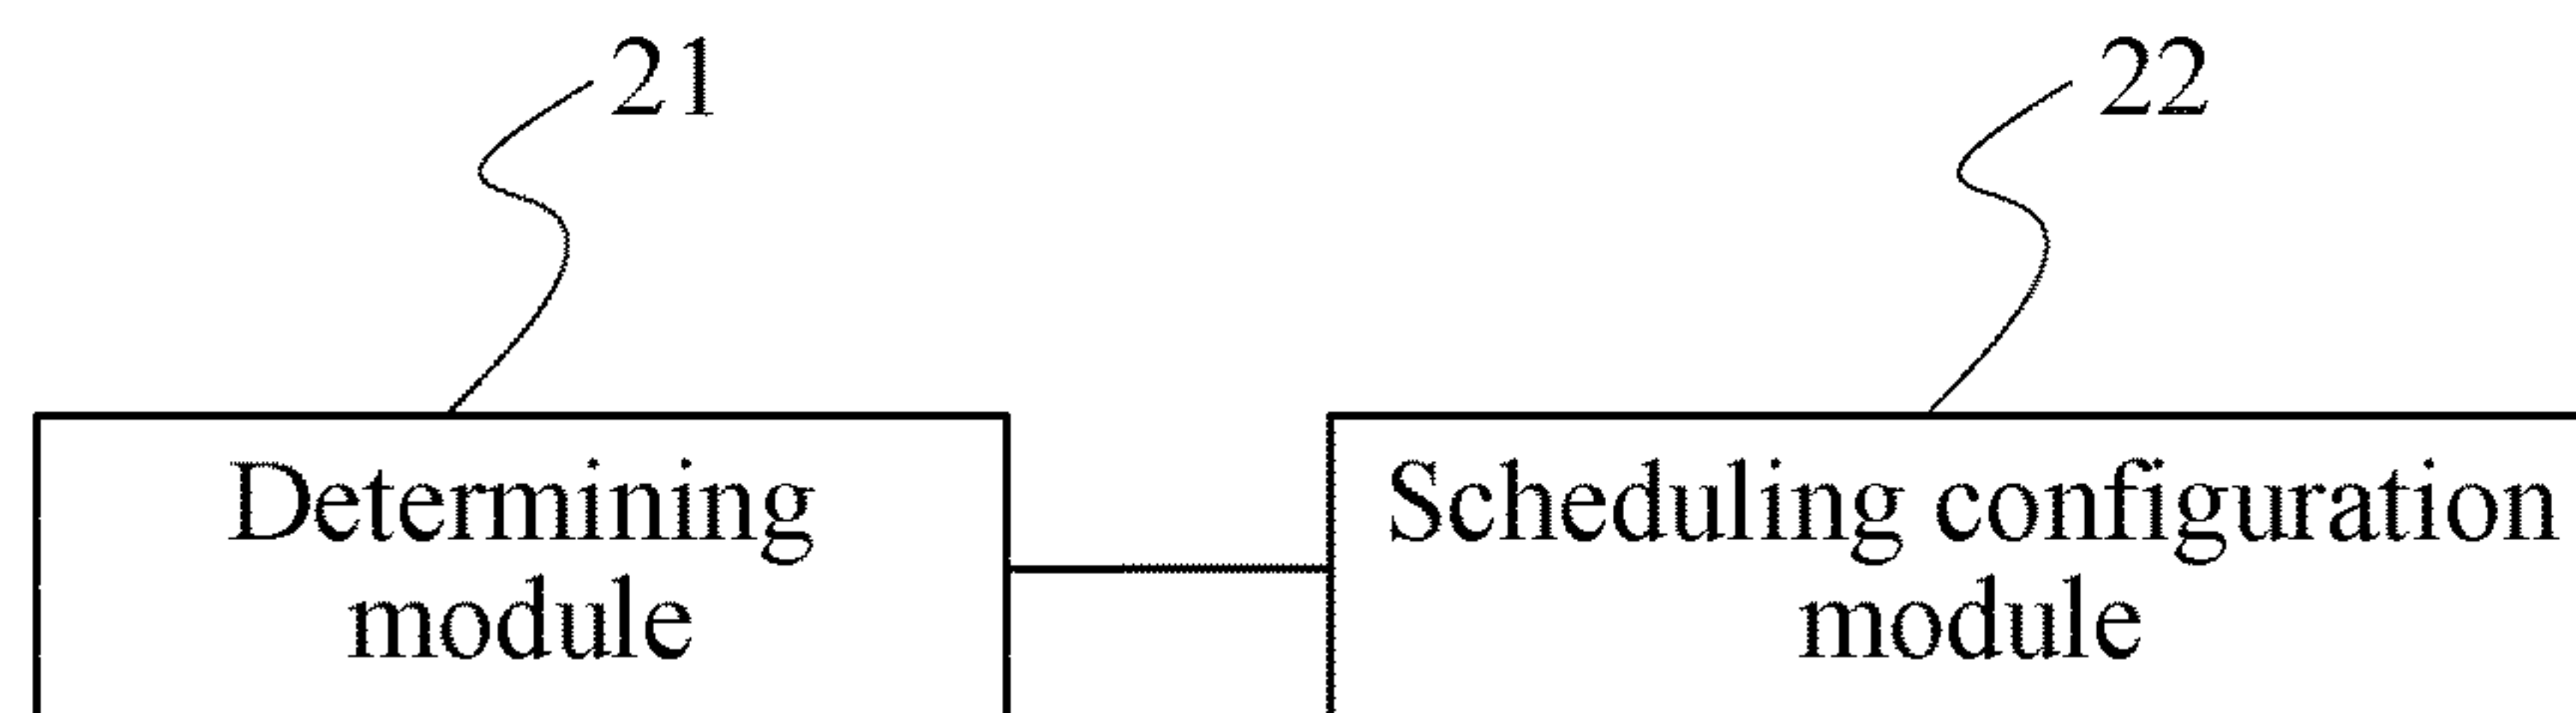 21
22
Determining
module
Scheduling configuration
module